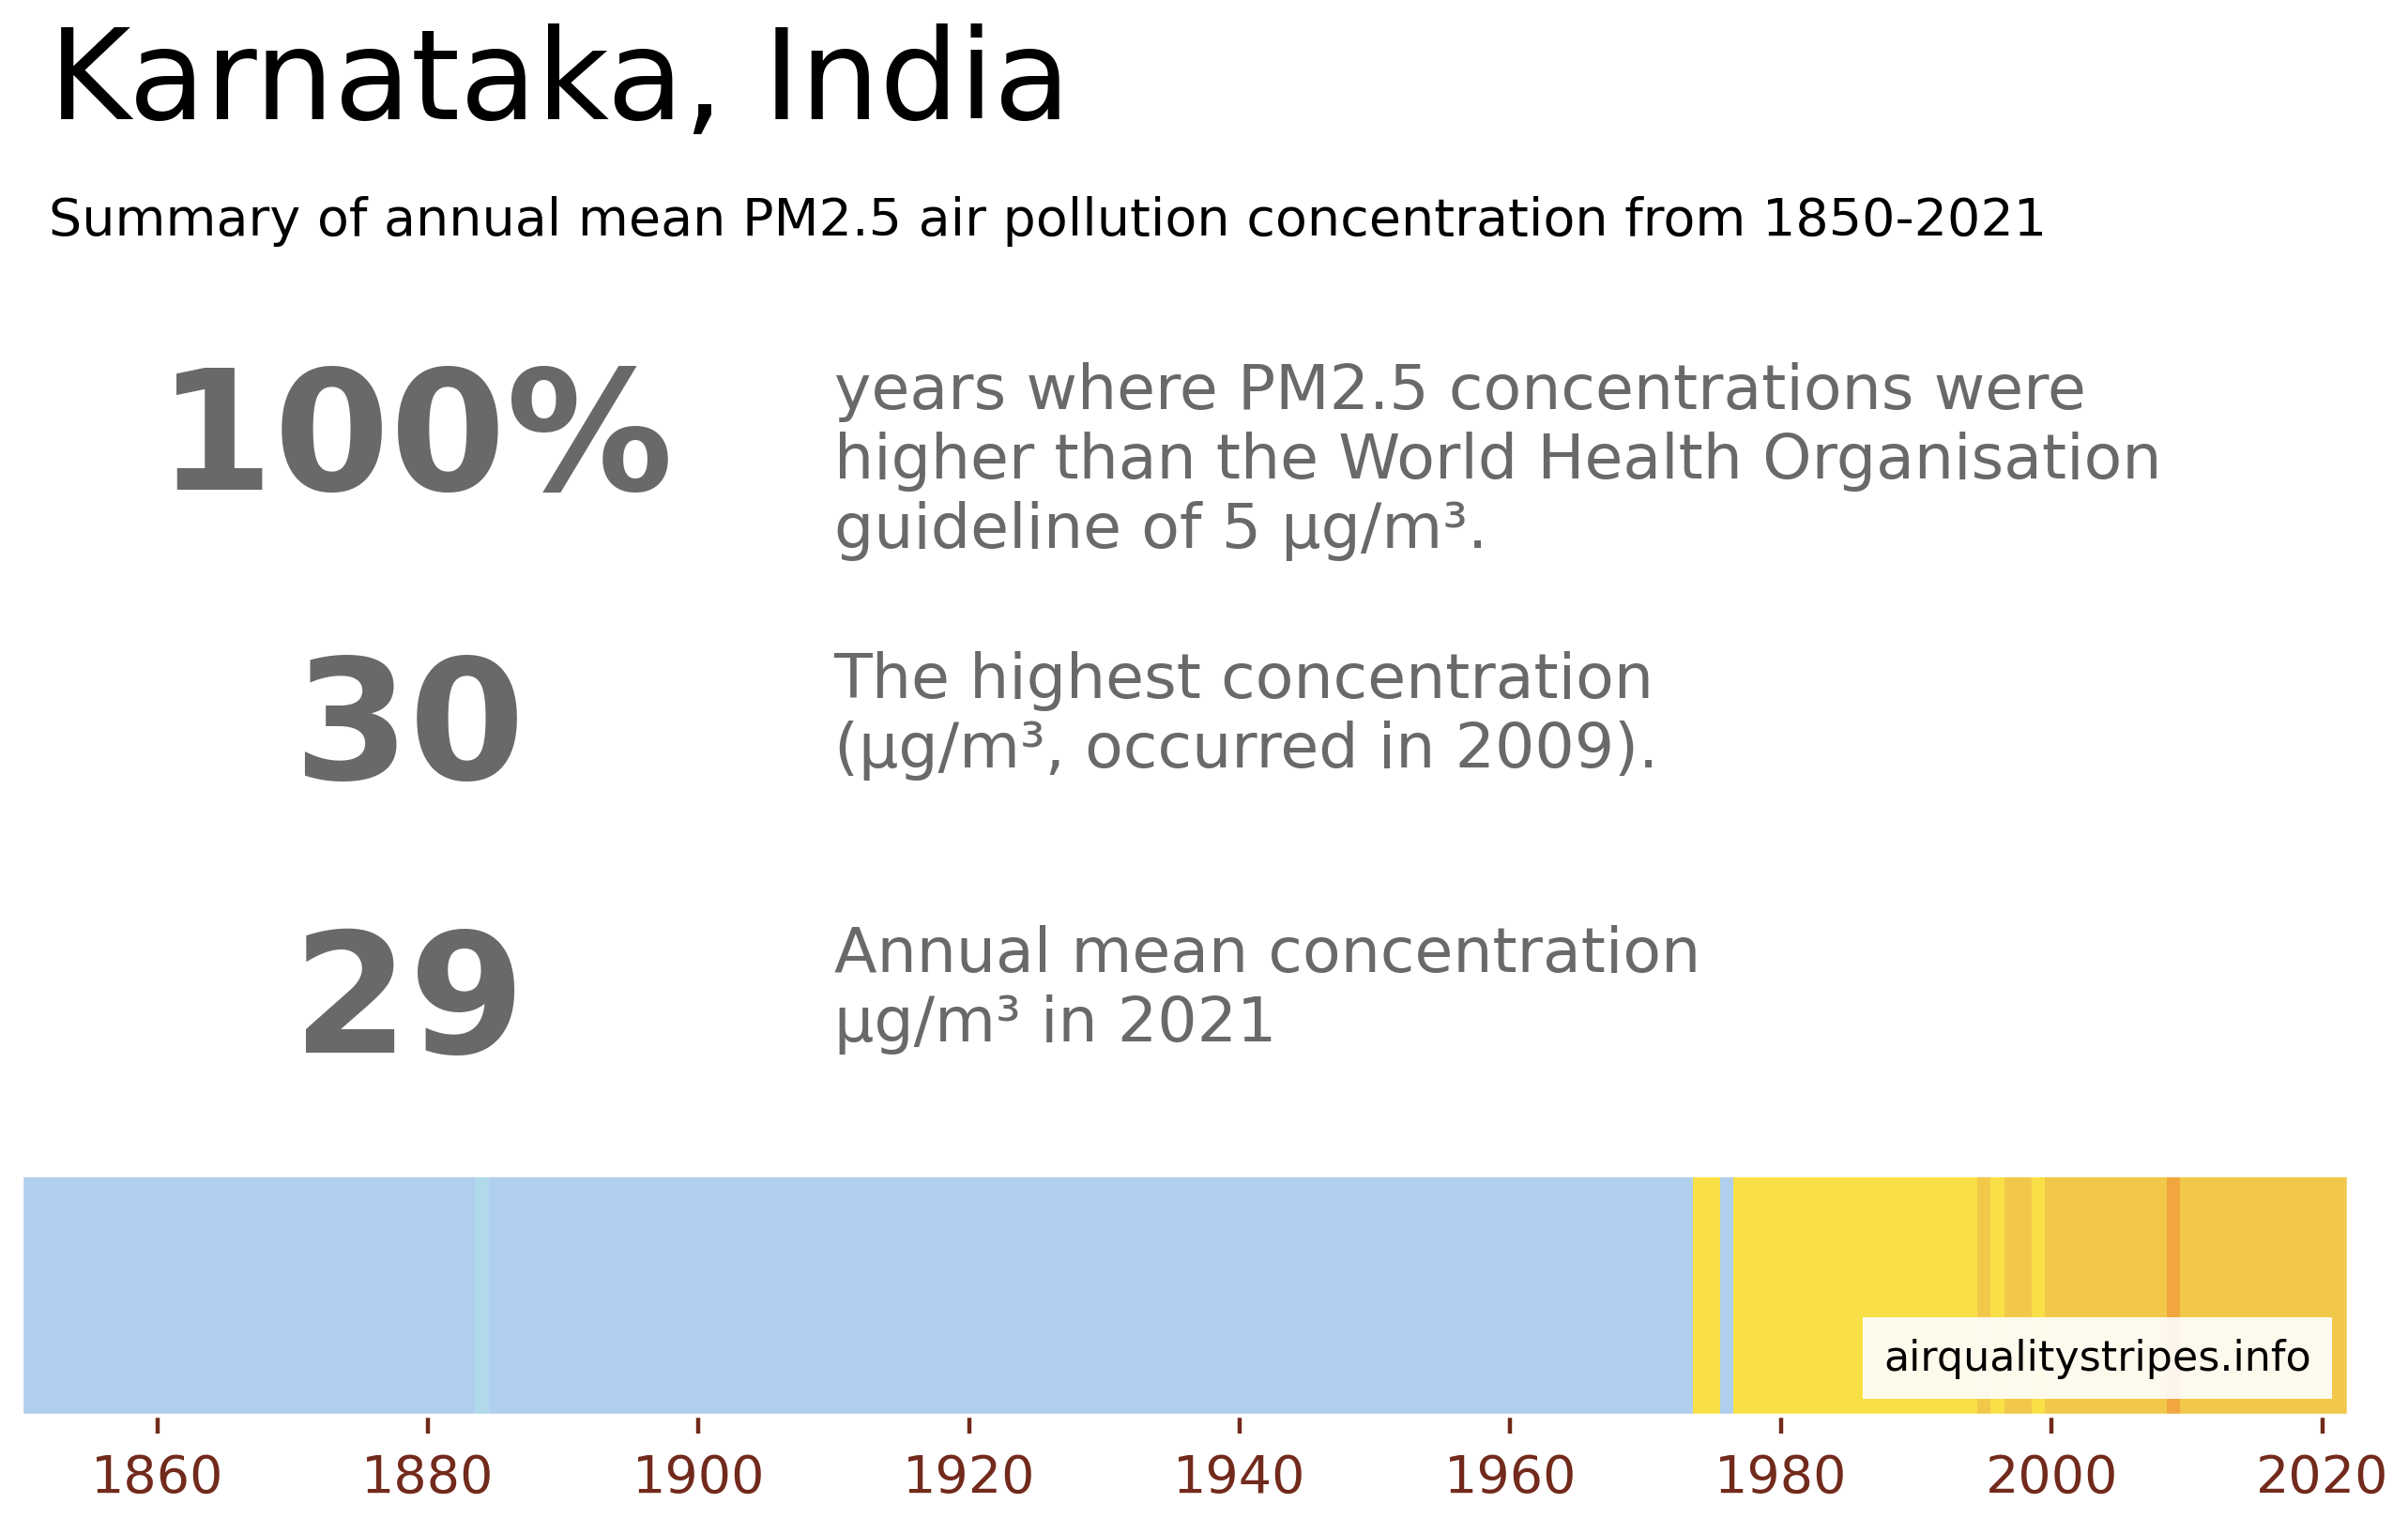 Karnataka, India
Summary of annual mean PM2.5 air pollution concentration from 1850-2021
100%
years where PM2.5 concentrations were
higher than the World Health Organisation
guideline of 5 µg/m³.
30
The highest concentration
(µg/m³, occurred in 2009).
29
Annual mean concentration
µg/m³ in 2021
airqualitystripes.info
1860 1880 1900 1920 1940 1960 1980 2000 2020